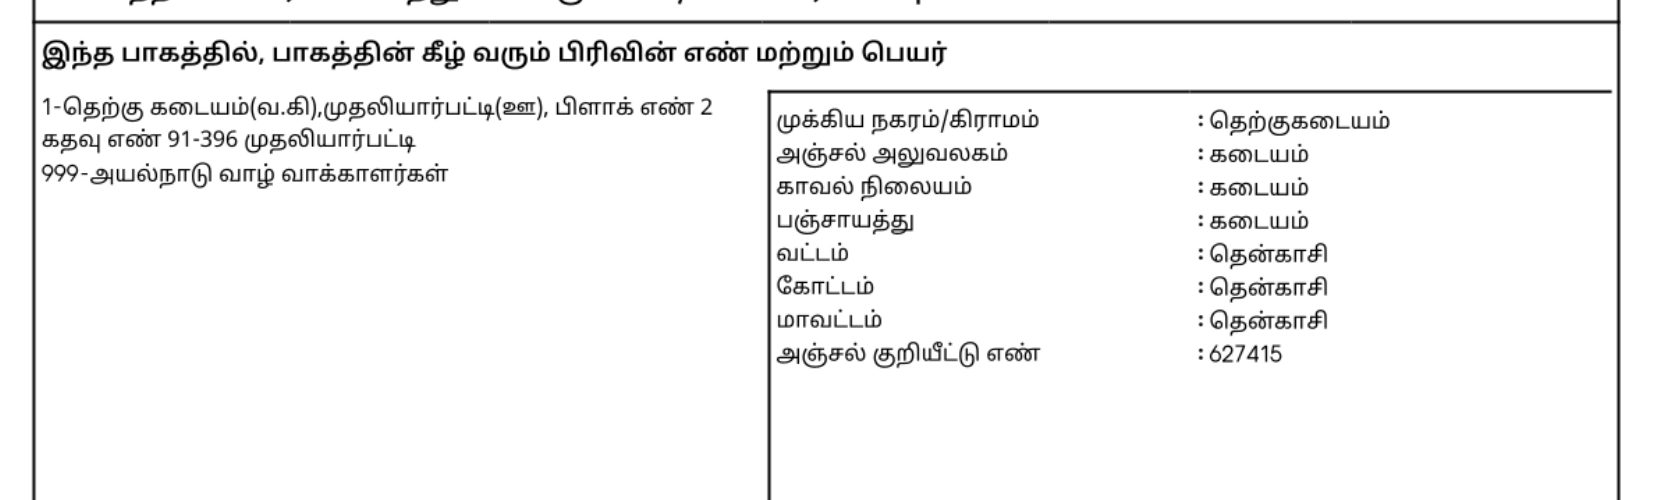 இந்த பாகத்தில், பாகத்தின் கீழ் வரும் பிரிவின் எண் மற்றும் பெயர்
1-தெற்கு கடையம்(வ.கி),முதலியார்பட்டி(ஊ), பிளாக் எண் 2
கதவு எண் 91-396 முதலியார்பட்டி
999-அயல்நாடு வாழ் வாக்காளர்கள்
முக்கிய நகரம்/கிராமம் : தெற்குகடையம்
அஞ்சல் அலுவலகம் : கடையம்
காவல் நிலையம் : கடையம்
பஞ்சாயத்து : கடையம்
வட்டம் : தென்காசி
கோட்டம் : தென்காசி
மாவட்டம் : தென்காசி
அஞ்சல் குறியீட்டு எண் : 627415